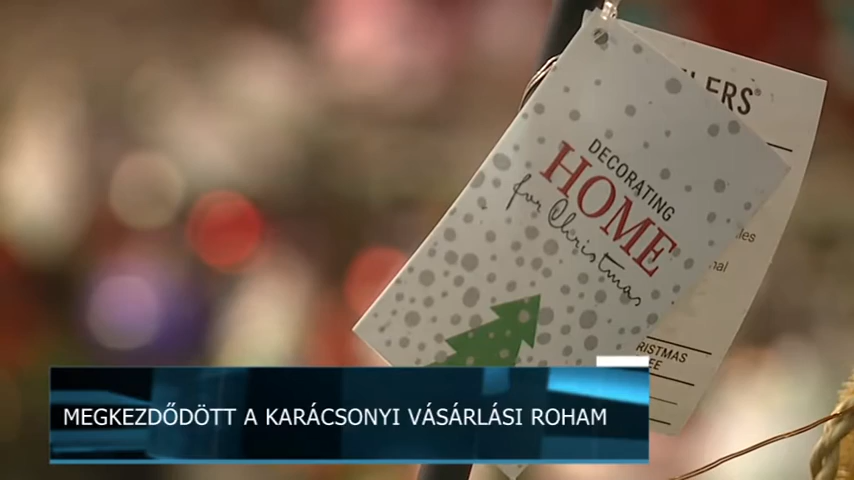 LERS®
DECORATING
HOME
for Christmas
RISTMAS
MEGKEZDŐDÖTT A KARÁCSONYI VÁSÁRLÁSI ROHAM